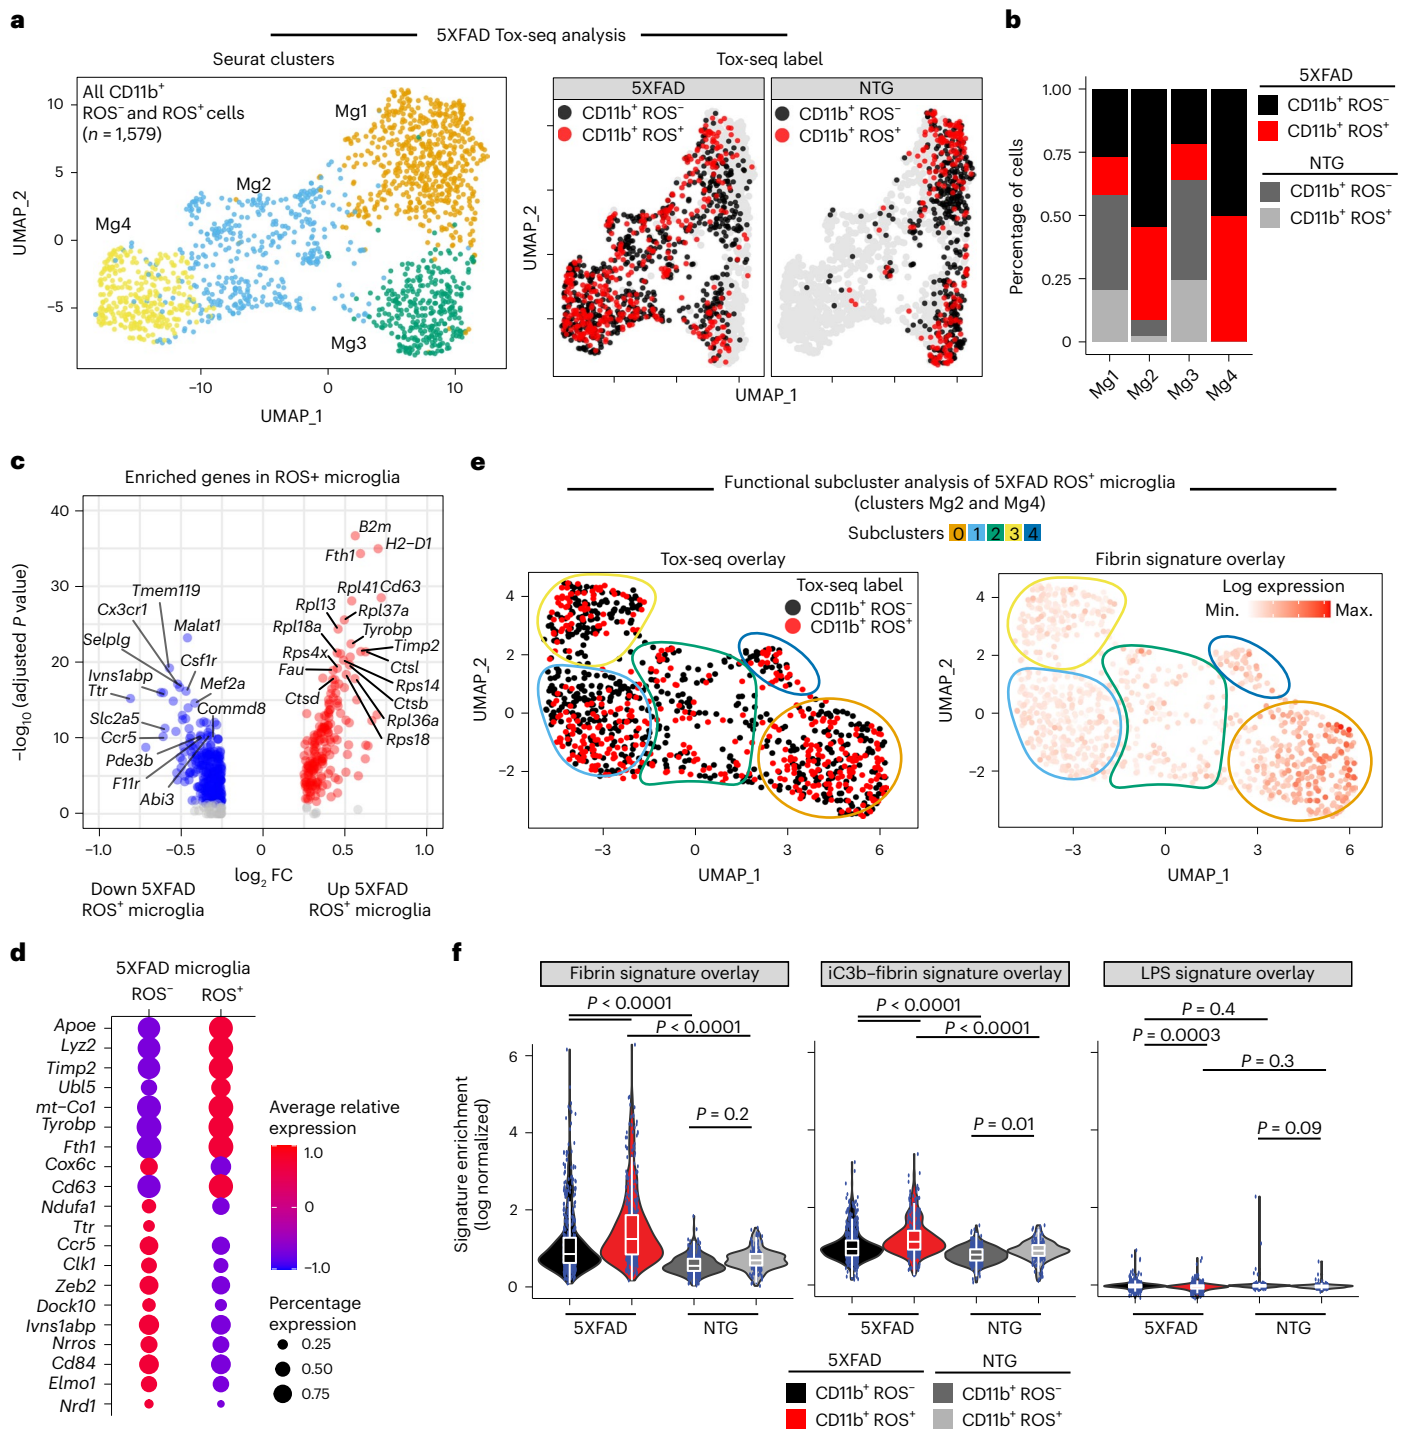 a
5XFAD Tox-seq analysis
Seurat clusters
Tox-seq label
All CD11b⁺
ROS⁻ and ROS⁺ cells
(n = 1,579)
Mg1
Mg2
Mg3
Mg4
10
5
0
−5
UMAP_2
−10
0
10
UMAP_1
5XFAD
NTG
CD11b⁺ ROS⁻
CD11b⁺ ROS⁺
CD11b⁺ ROS⁻
CD11b⁺ ROS⁺
UMAP_2
UMAP_1
b
Percentage of cells
1.00
0.75
0.50
0.25
0
Mg1
Mg2
Mg3
Mg4
5XFAD
CD11b⁺ ROS⁻
CD11b⁺ ROS⁺
NTG
CD11b⁺ ROS⁻
CD11b⁺ ROS⁺
c
Enriched genes in ROS+ microglia
−log₁₀ (adjusted P value)
40
30
20
10
0
B2m
H2−D1
Fth1
Rpl41
Cd63
Rpl13
Rpl37a
Rpl18a
Tyrobp
Timp2
Rps4x
Ctsl
Fau
Rps14
Ctsd
Ctsb
Rpl36a
Rps18
Tmem119
Cx3cr1
Malat1
Selplg
Csf1r
Ivns1abp
Mef2a
Ttr
Commd8
Slc2a5
Ccr5
Pde3b
F11r
Abi3
−1.0
−0.5
0
0.5
1.0
log₂ FC
Down 5XFAD
ROS⁺ microglia
Up 5XFAD
ROS⁺ microglia
e
Functional subcluster analysis of 5XFAD ROS⁺ microglia
(clusters Mg2 and Mg4)
Subclusters 0 1 2 3 4
Tox-seq overlay
Tox-seq label
CD11b⁺ ROS⁻
CD11b⁺ ROS⁺
4
2
0
−2
UMAP_2
−3
0
3
6
UMAP_1
Fibrin signature overlay
Log expression
Min.
Max.
4
2
0
−2
UMAP_2
−3
0
3
6
UMAP_1
d
5XFAD microglia
ROS⁻
ROS⁺
Apoe
Lyz2
Timp2
Ubl5
mt−Co1
Tyrobp
Fth1
Cox6c
Cd63
Ndufa1
Ttr
Ccr5
Clk1
Zeb2
Dock10
Ivns1abp
Nrros
Cd84
Elmo1
Nrd1
Average relative
expression
1.0
0
−1.0
Percentage
expression
0.25
0.50
0.75
f
Fibrin signature overlay
iC3b–fibrin signature overlay
LPS signature overlay
Signature enrichment
(log normalized)
6
4
2
0
P < 0.0001
P < 0.0001
P = 0.2
5XFAD
NTG
P < 0.0001
P < 0.0001
P = 0.01
5XFAD
NTG
P = 0.4
P = 0.0003
P = 0.3
P = 0.09
5XFAD
NTG
5XFAD
CD11b⁺ ROS⁻
CD11b⁺ ROS⁺
NTG
CD11b⁺ ROS⁻
CD11b⁺ ROS⁺